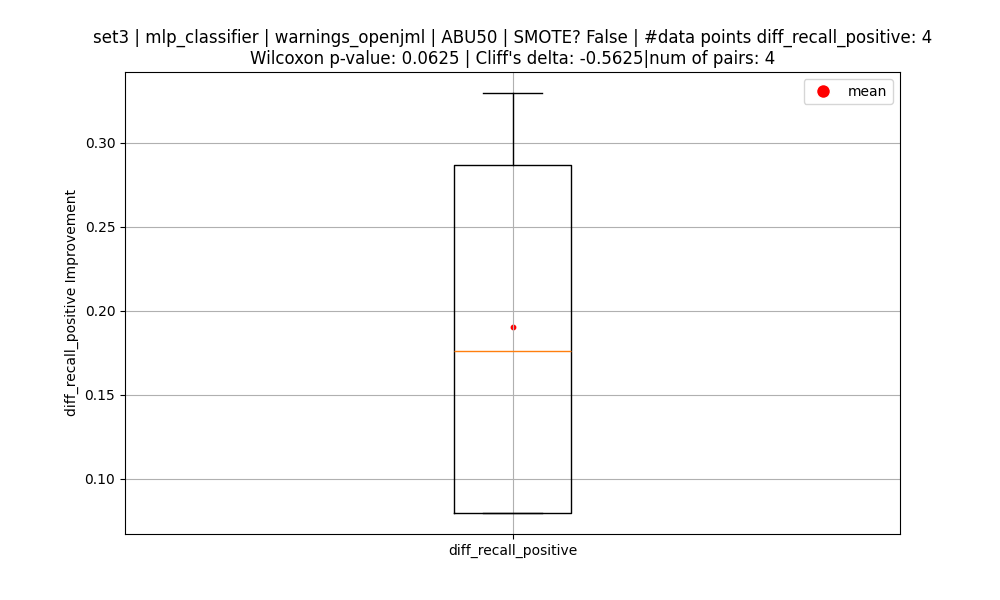 set3 | mlp_classifier | warnings_openjml | ABU50 | SMOTE? False | #data points diff_recall_positive: 4
Wilcoxon p-value: 0.0625 | Cliff's delta: -0.5625|num of pairs: 4
mean
0.30
0.25
0.20
0.15
0.10
diff_recall_positive Improvement
diff_recall_positive